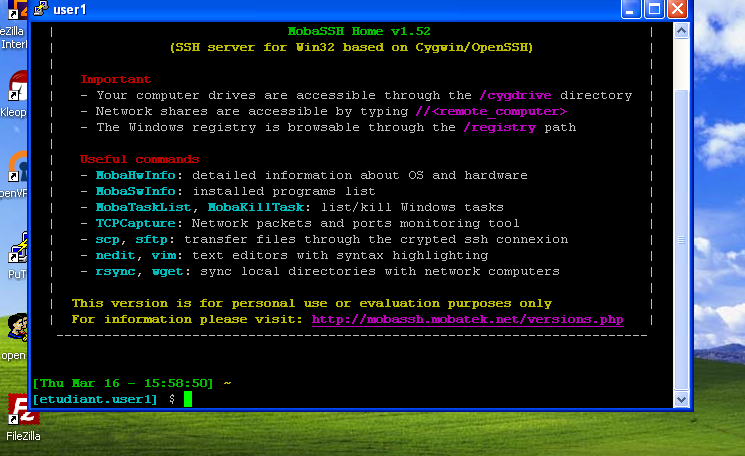 user1
MobaSSH Home v1.52
(SSH server for Win32 based on Cygwin/OpenSSH)
Important
- Your computer drives are accessible through the /cygdrive directory
- Network shares are accessible by typing //<remote_computer>
- The Windows registry is browsable through the /registry path
Useful commands
- MobaHwInfo: detailed information about OS and hardware
- MobaSwInfo: installed programs list
- MobaTaskList, MobaKillTask: list/kill Windows tasks
- TCPCapture: Network packets and ports monitoring tool
- scp, sftp: transfer files through the crypted ssh connexion
- nedit, vim: text editors with syntax highlighting
- rsync, wget: sync local directories with network computers
This version is for personal use or evaluation purposes only
For information please visit: http://mobassh.mobatek.net/versions.php
[Thu Mar 16 - 15:58:50] ~
[etudiant.user1] $
eZilla
Interl
Kleop
penVP
PuT
open
FileZilla